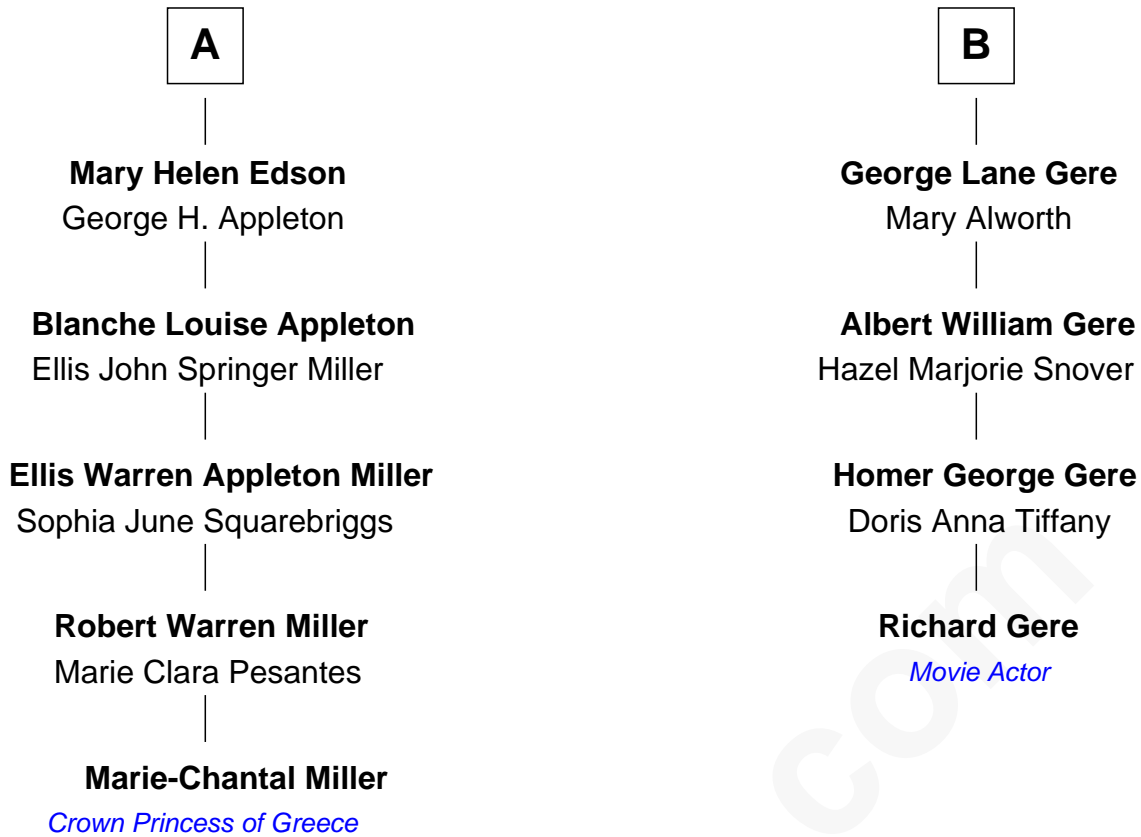 A
Mary Helen Edson
George H. Appleton
Blanche Louise Appleton
Ellis John Springer Miller
Ellis Warren Appleton Miller
Sophia June Squarebriggs
Robert Warren Miller
Marie Clara Pesantes
Marie-Chantal Miller
Crown Princess of Greece
B
George Lane Gere
Mary Alworth
Albert William Gere
Hazel Marjorie Snover
Homer George Gere
Doris Anna Tiffany
Richard Gere
Movie Actor
com